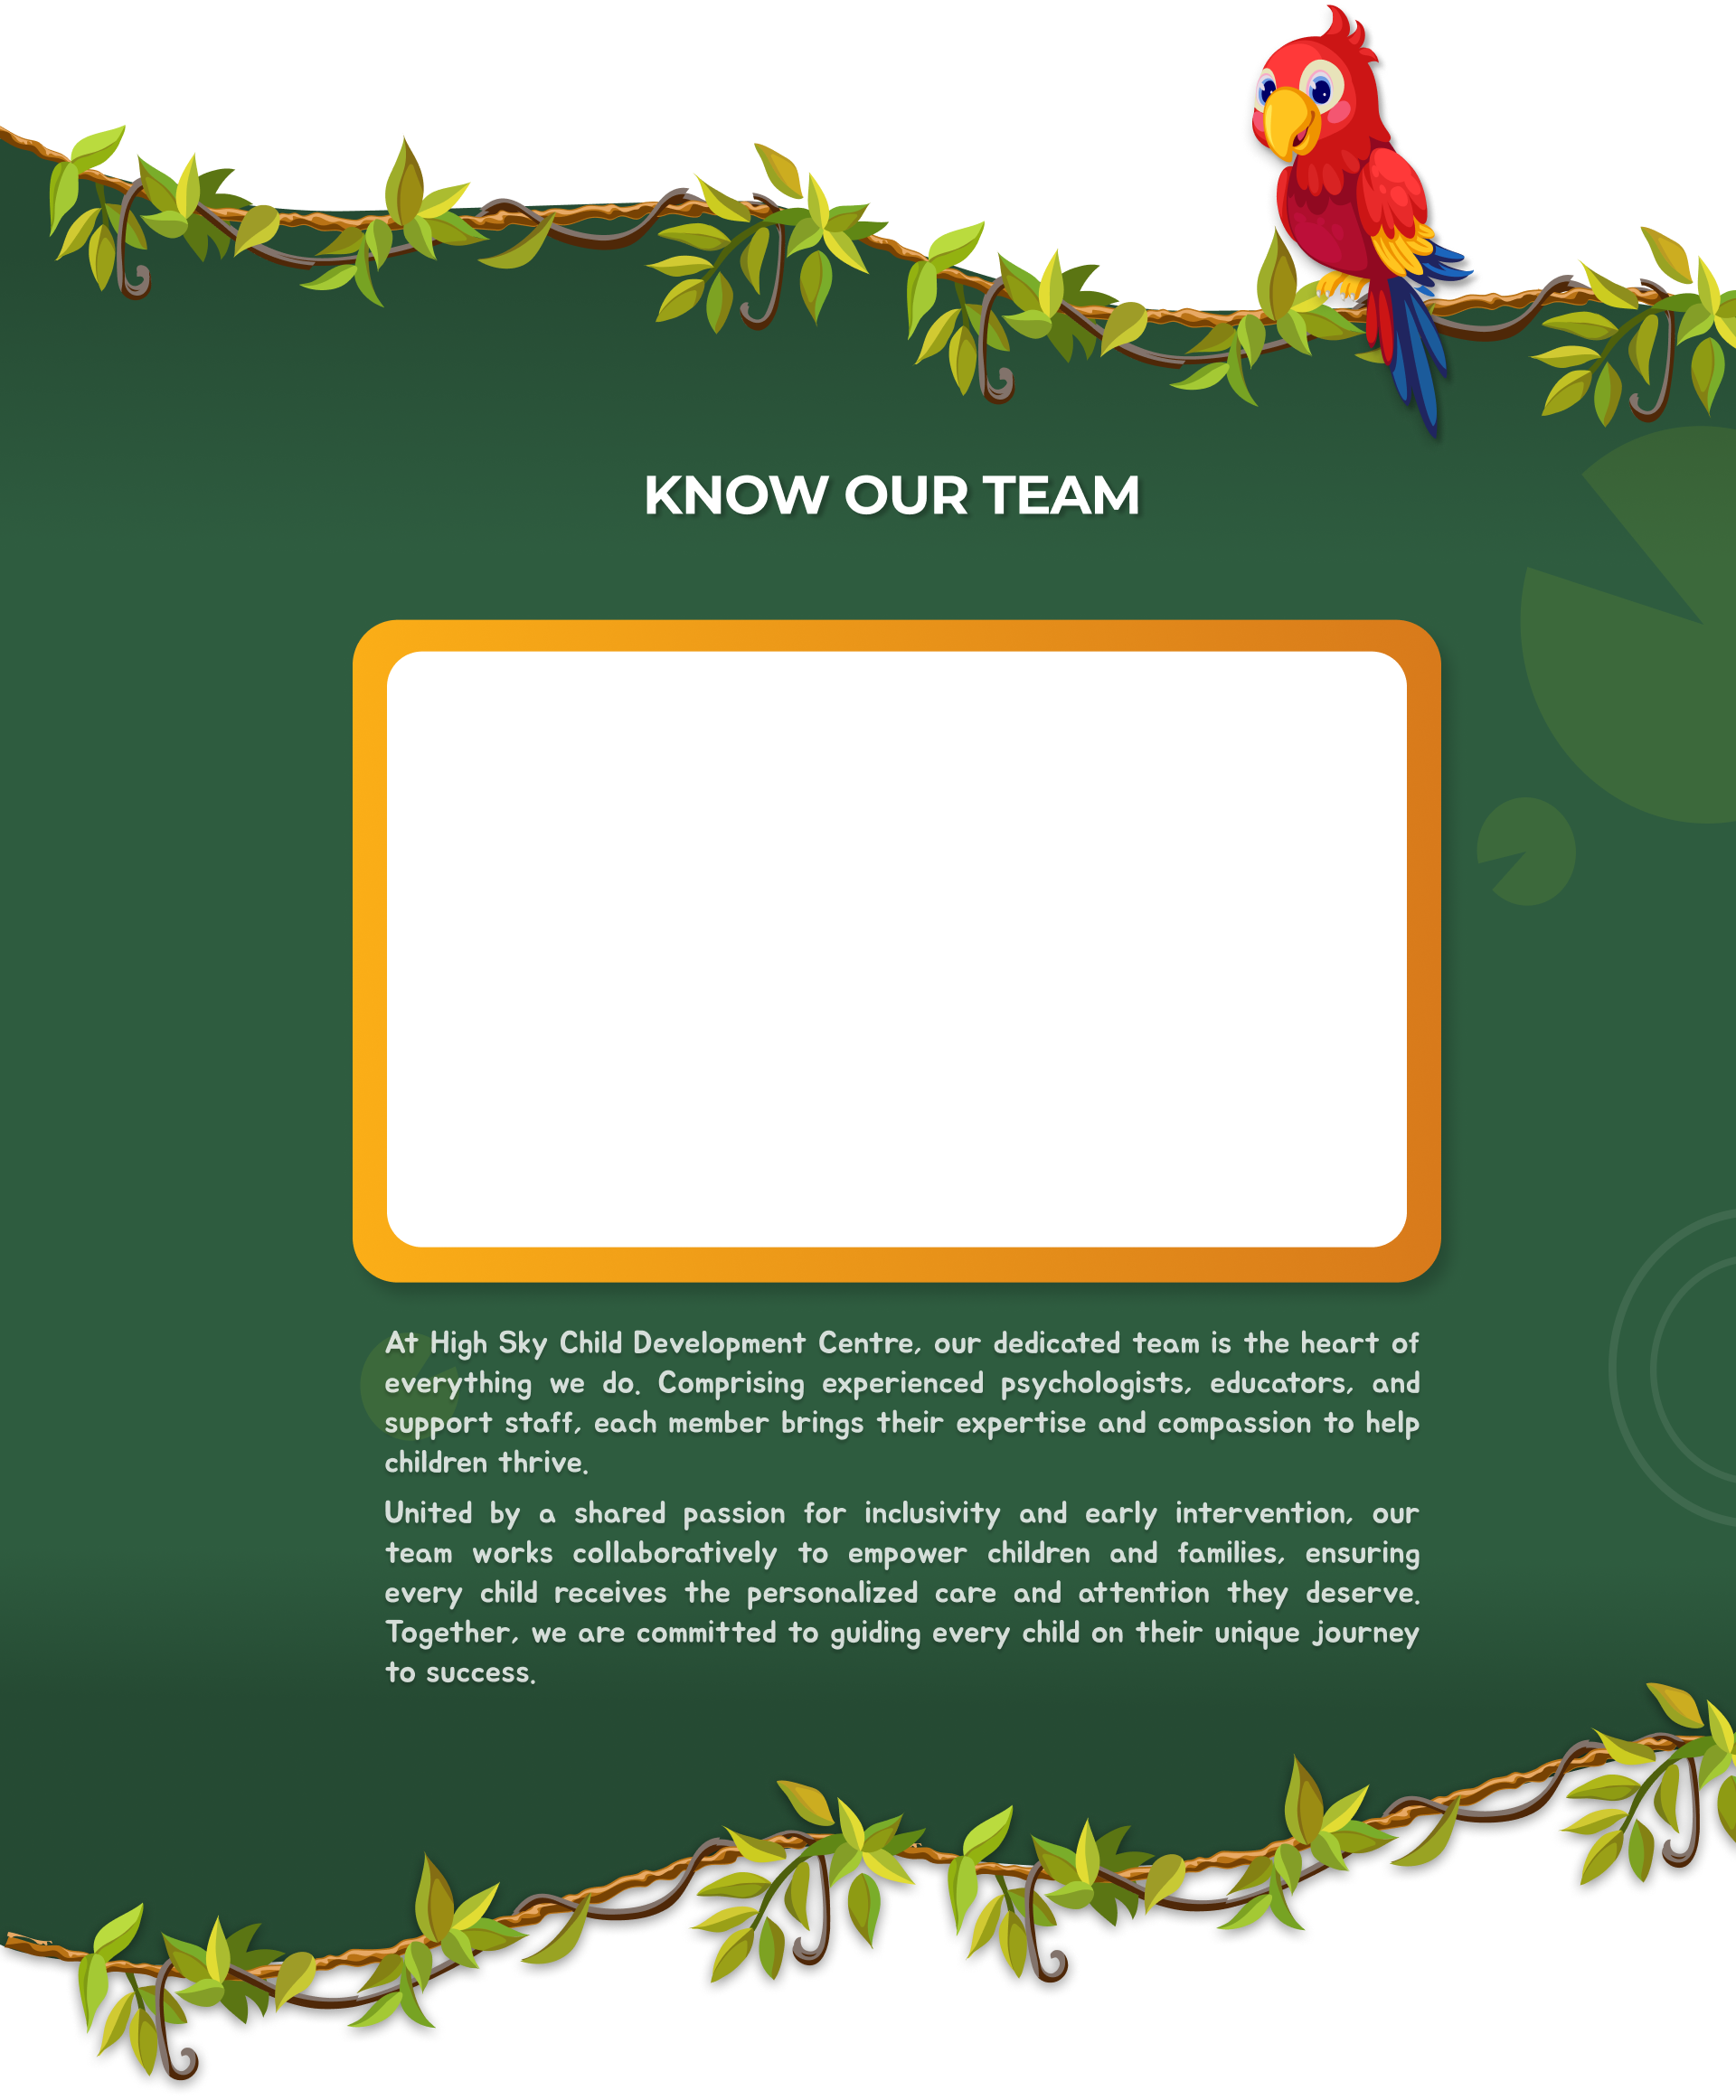 KNOW OUR TEAM
At High Sky Child Development Centre, our dedicated team is the heart of
everything we do. Comprising experienced psychologists, educators, and
support staff, each member brings their expertise and compassion to help
children thrive.
United by a shared passion for inclusivity and early intervention, our
team works collaboratively to empower children and families, ensuring
every child receives the personalized care and attention they deserve.
Together, we are committed to guiding every child on their unique journey
to success.